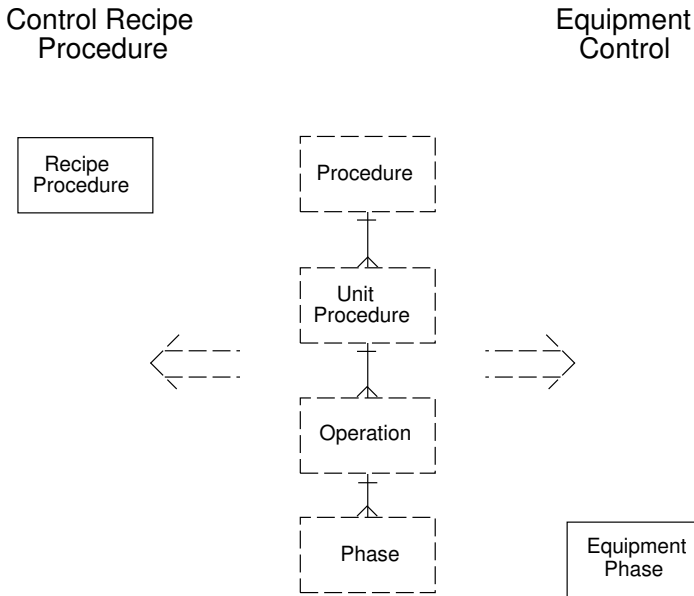 Control Recipe
Procedure
Equipment
Control
Recipe
Procedure
Procedure
Unit
Procedure
Operation
Phase
Equipment
Phase